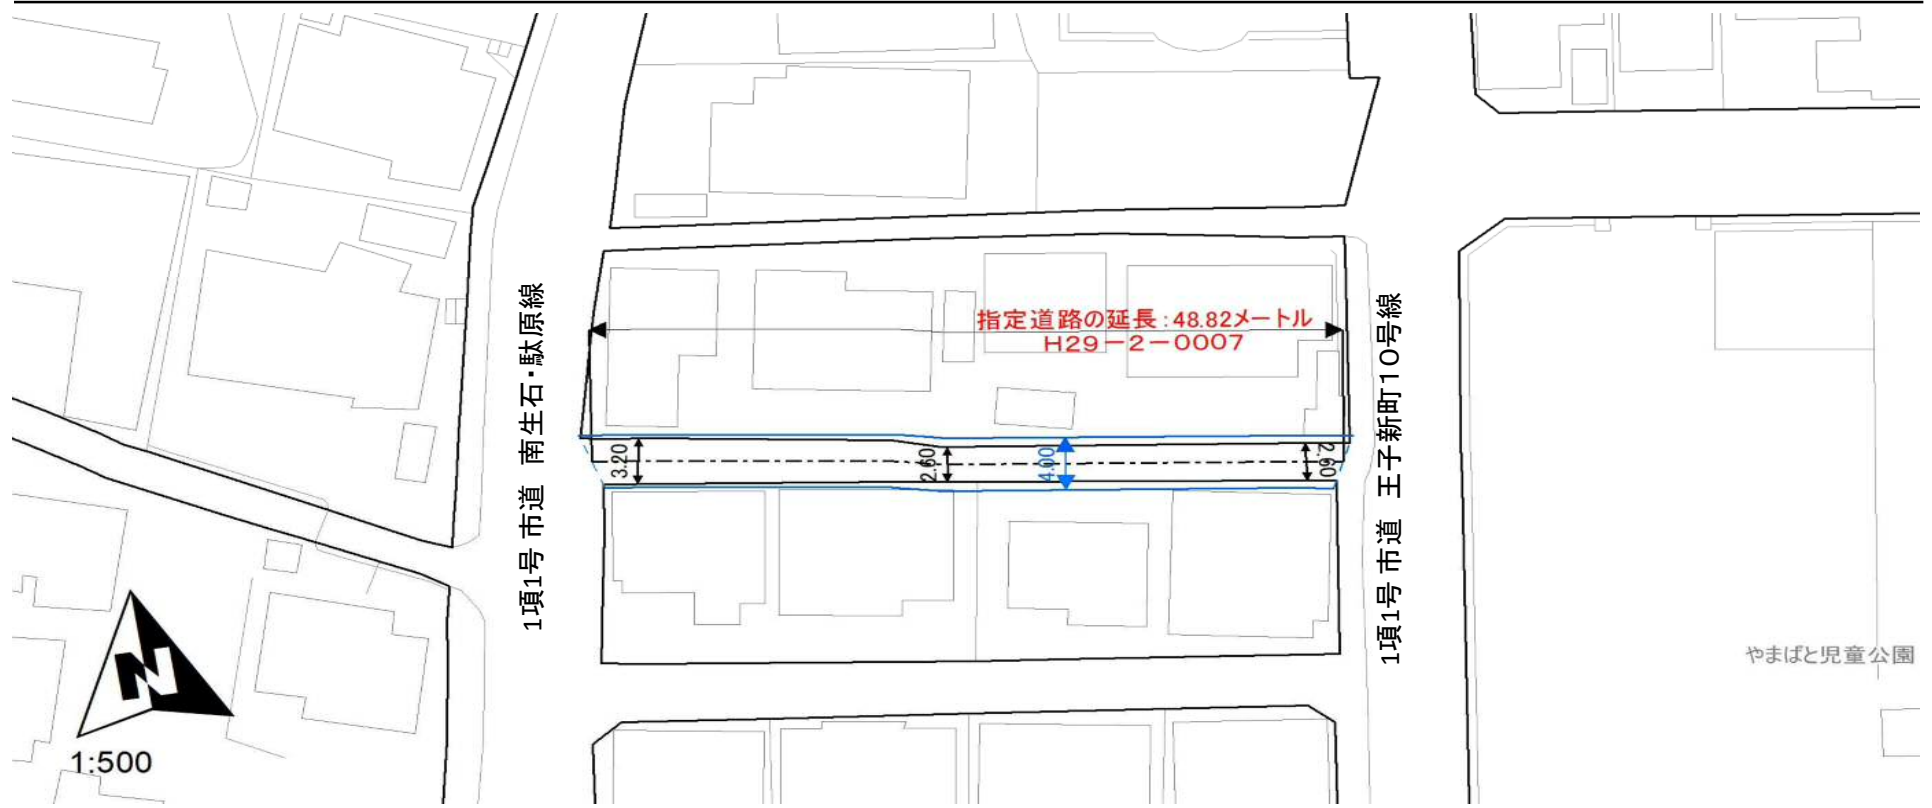 指定道路の延長:48.82メートル
H29-2-0007
1項1号 市道 南生石・駄原線
1項1号 市道 王子新町10号線
3.20
2.60
4.00
2.60
やまばと児童公園
N
1:500